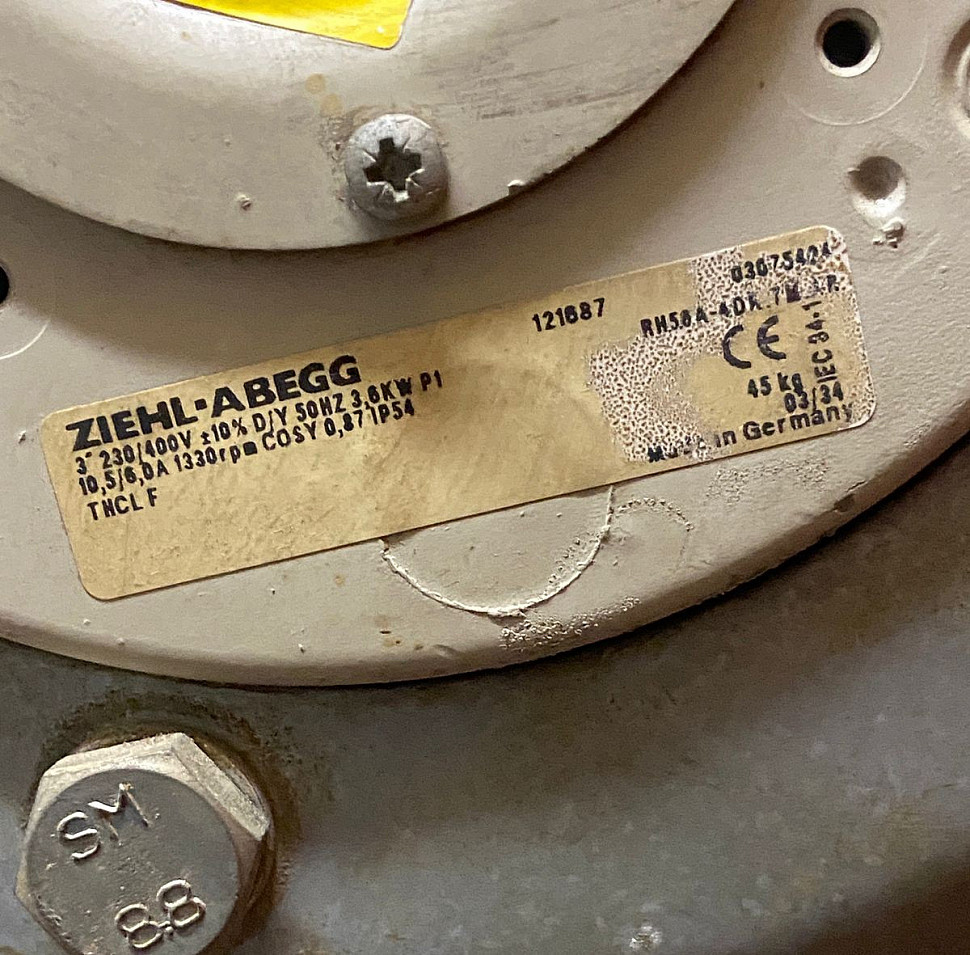 ZIEHL-ABEGG
3~ 230/400V ±10% D/Y 50HZ 3,6KW P1
10,5/6,0A 1330rpm COSY 0,87 IP54
THCL F
121687
RH56A-4DK
CE
IEC 34-1
45 kg
03/34
Made in Germany
SM
8.8